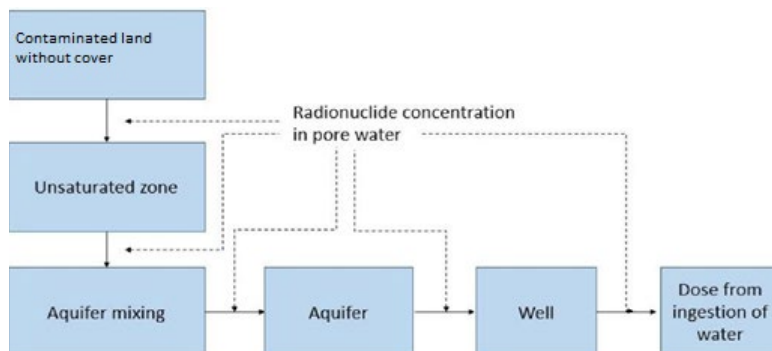 Contaminated land
without cover
Radionuclide concentration
in pore water
Unsaturated zone
Aquifer mixing
Aquifer
Well
Dose from
ingestion of
water